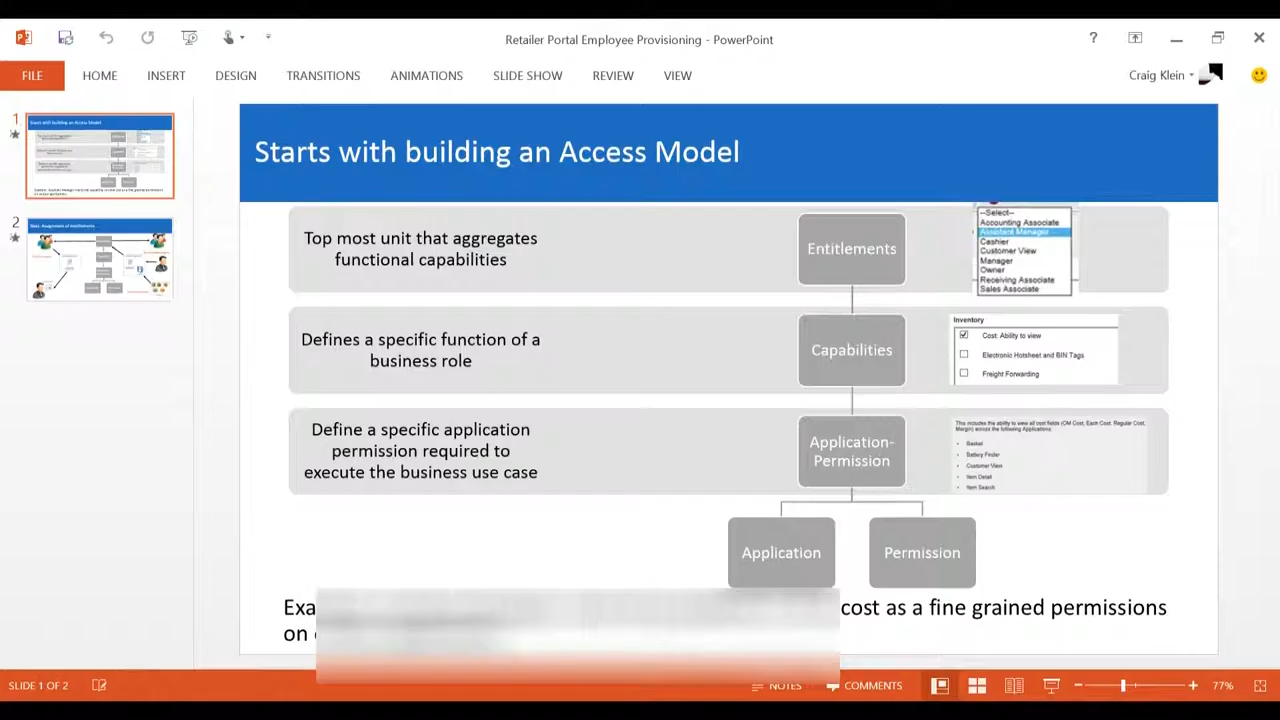 Retailer Portal Employee Provisioning - PowerPoint
?
FILE HOME INSERT DESIGN TRANSITIONS ANIMATIONS SLIDE SHOW REVIEW VIEW
Craig Klein
1
2
Starts with building an Access Model
Top most unit that aggregates
functional capabilities
Entitlements
--Select--
Accounting Associate
Assistant Manager
Cashier
Customer View
Manager
Owner
Receiving Associate
Sales Associate
Defines a specific function of a
business role
Capabilities
Inventory
Cost: Ability to view
Electronic Hotsheet and BIN Tags
Freight Forwarding
Define a specific application
permission required to
execute the business use case
Application-
Permission
This includes the ability to view all cost fields (OM Cost, Each Cost, Regular Cost,
Margin) across the following Applications:
• Basket
• Battery Finder
• Customer View
• Item Detail
• Item Search
Application
Permission
cost as a fine grained permissions
on
SLIDE 1 OF 2
NOTES
COMMENTS
77%